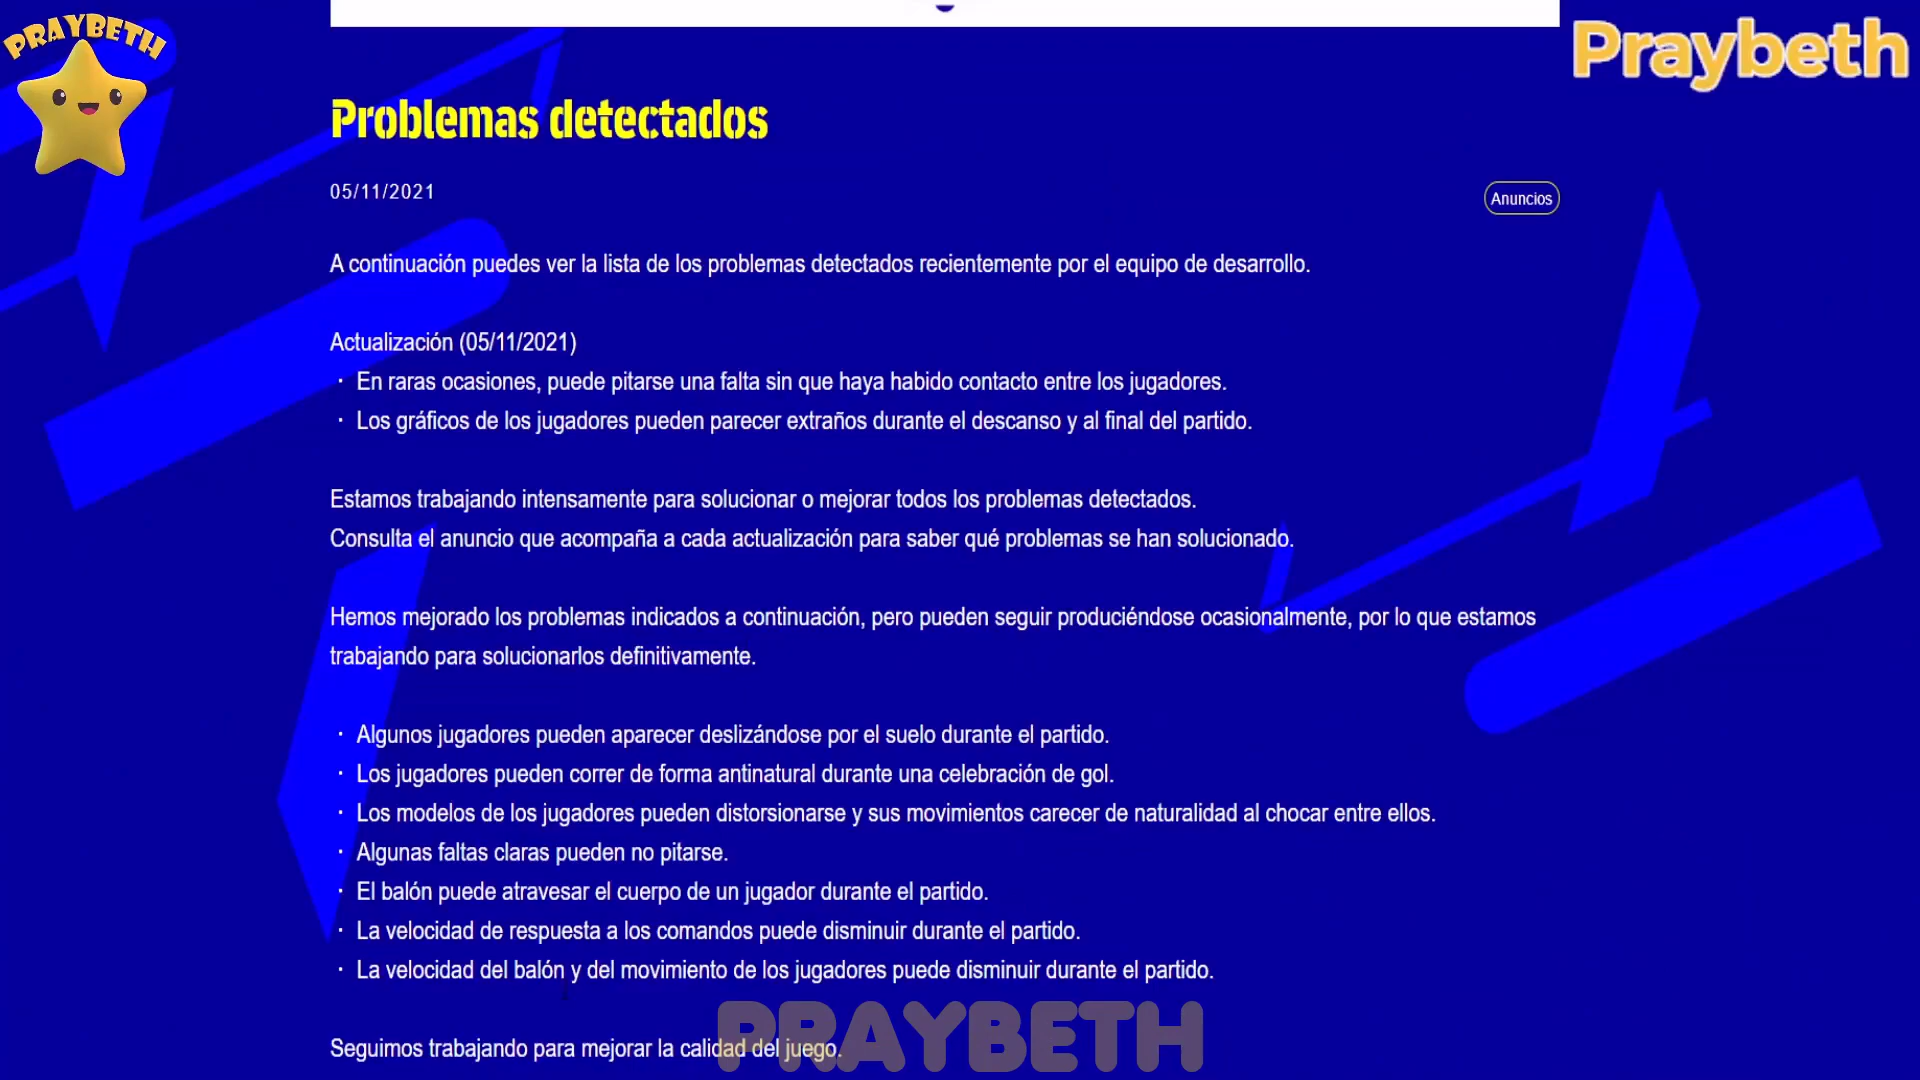 PRAYBETH
Praybeth
Problemas detectados
05/11/2021
Anuncios
A continuación puedes ver la lista de los problemas detectados recientemente por el equipo de desarrollo.
Actualización (05/11/2021)
· En raras ocasiones, puede pitarse una falta sin que haya habido contacto entre los jugadores.
· Los gráficos de los jugadores pueden parecer extraños durante el descanso y al final del partido.
Estamos trabajando intensamente para solucionar o mejorar todos los problemas detectados.
Consulta el anuncio que acompaña a cada actualización para saber qué problemas se han solucionado.
Hemos mejorado los problemas indicados a continuación, pero pueden seguir produciéndose ocasionalmente, por lo que estamos
trabajando para solucionarlos definitivamente.
· Algunos jugadores pueden aparecer deslizándose por el suelo durante el partido.
· Los jugadores pueden correr de forma antinatural durante una celebración de gol.
· Los modelos de los jugadores pueden distorsionarse y sus movimientos carecer de naturalidad al chocar entre ellos.
· Algunas faltas claras pueden no pitarse.
· El balón puede atravesar el cuerpo de un jugador durante el partido.
· La velocidad de respuesta a los comandos puede disminuir durante el partido.
· La velocidad del balón y del movimiento de los jugadores puede disminuir durante el partido.
Seguimos trabajando para mejorar la calidad del juego.
PRAYBETH